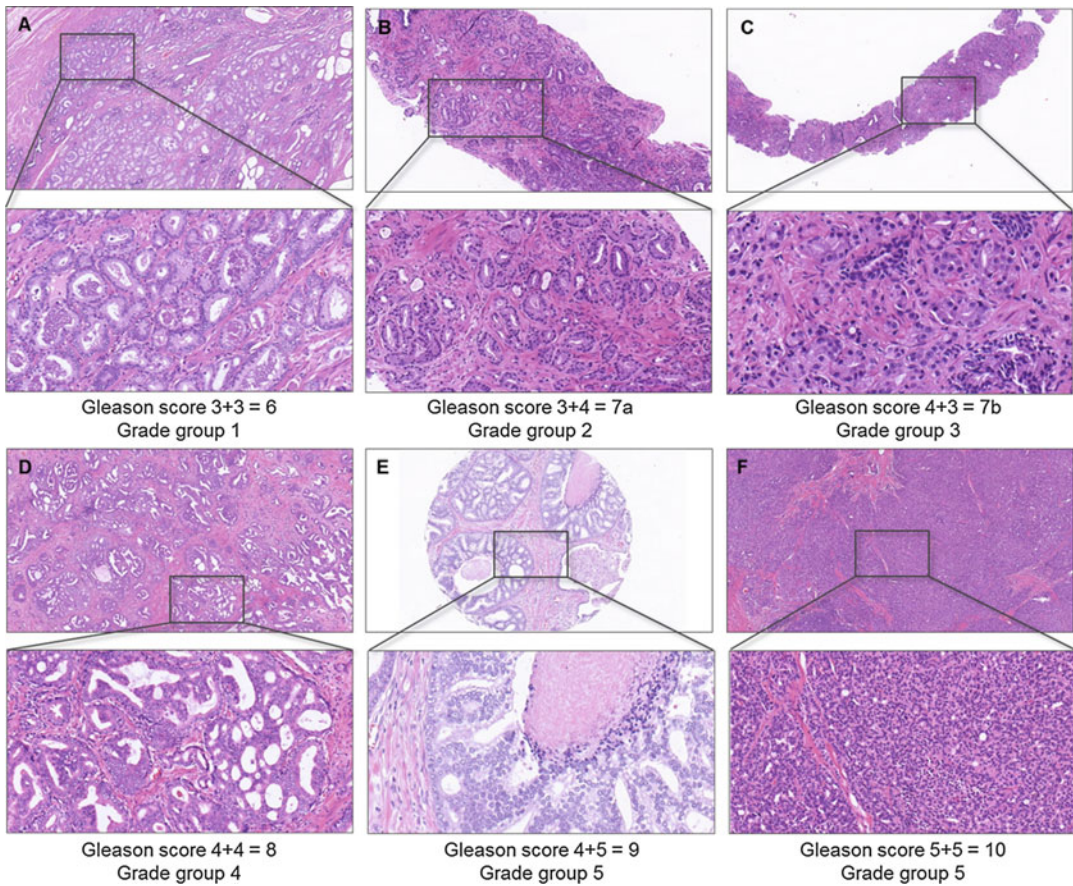 A
B
C
Gleason score 3+3 = 6
Grade group 1
Gleason score 3+4 = 7a
Grade group 2
Gleason score 4+3 = 7b
Grade group 3
D
E
F
Gleason score 4+4 = 8
Grade group 4
Gleason score 4+5 = 9
Grade group 5
Gleason score 5+5 = 10
Grade group 5